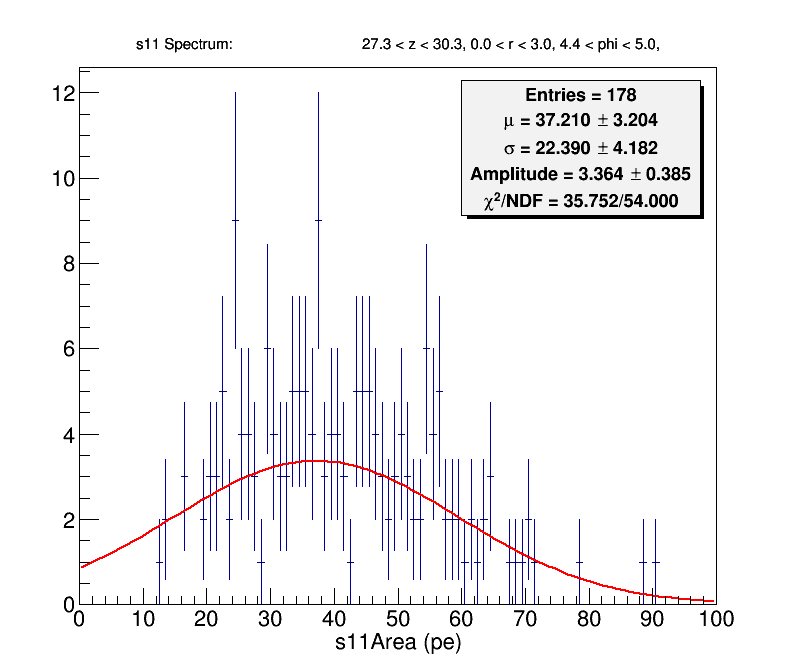 s11 Spectrum: 27.3 < z < 30.3, 0.0 < r < 3.0, 4.4 < phi < 5.0,
Entries = 178
μ = 37.210 ± 3.204
σ = 22.390 ± 4.182
Amplitude = 3.364 ± 0.385
χ²/NDF = 35.752/54.000
12
10
8
6
4
2
0
0 10 20 30 40 50 60 70 80 90 100
s11Area (pe)